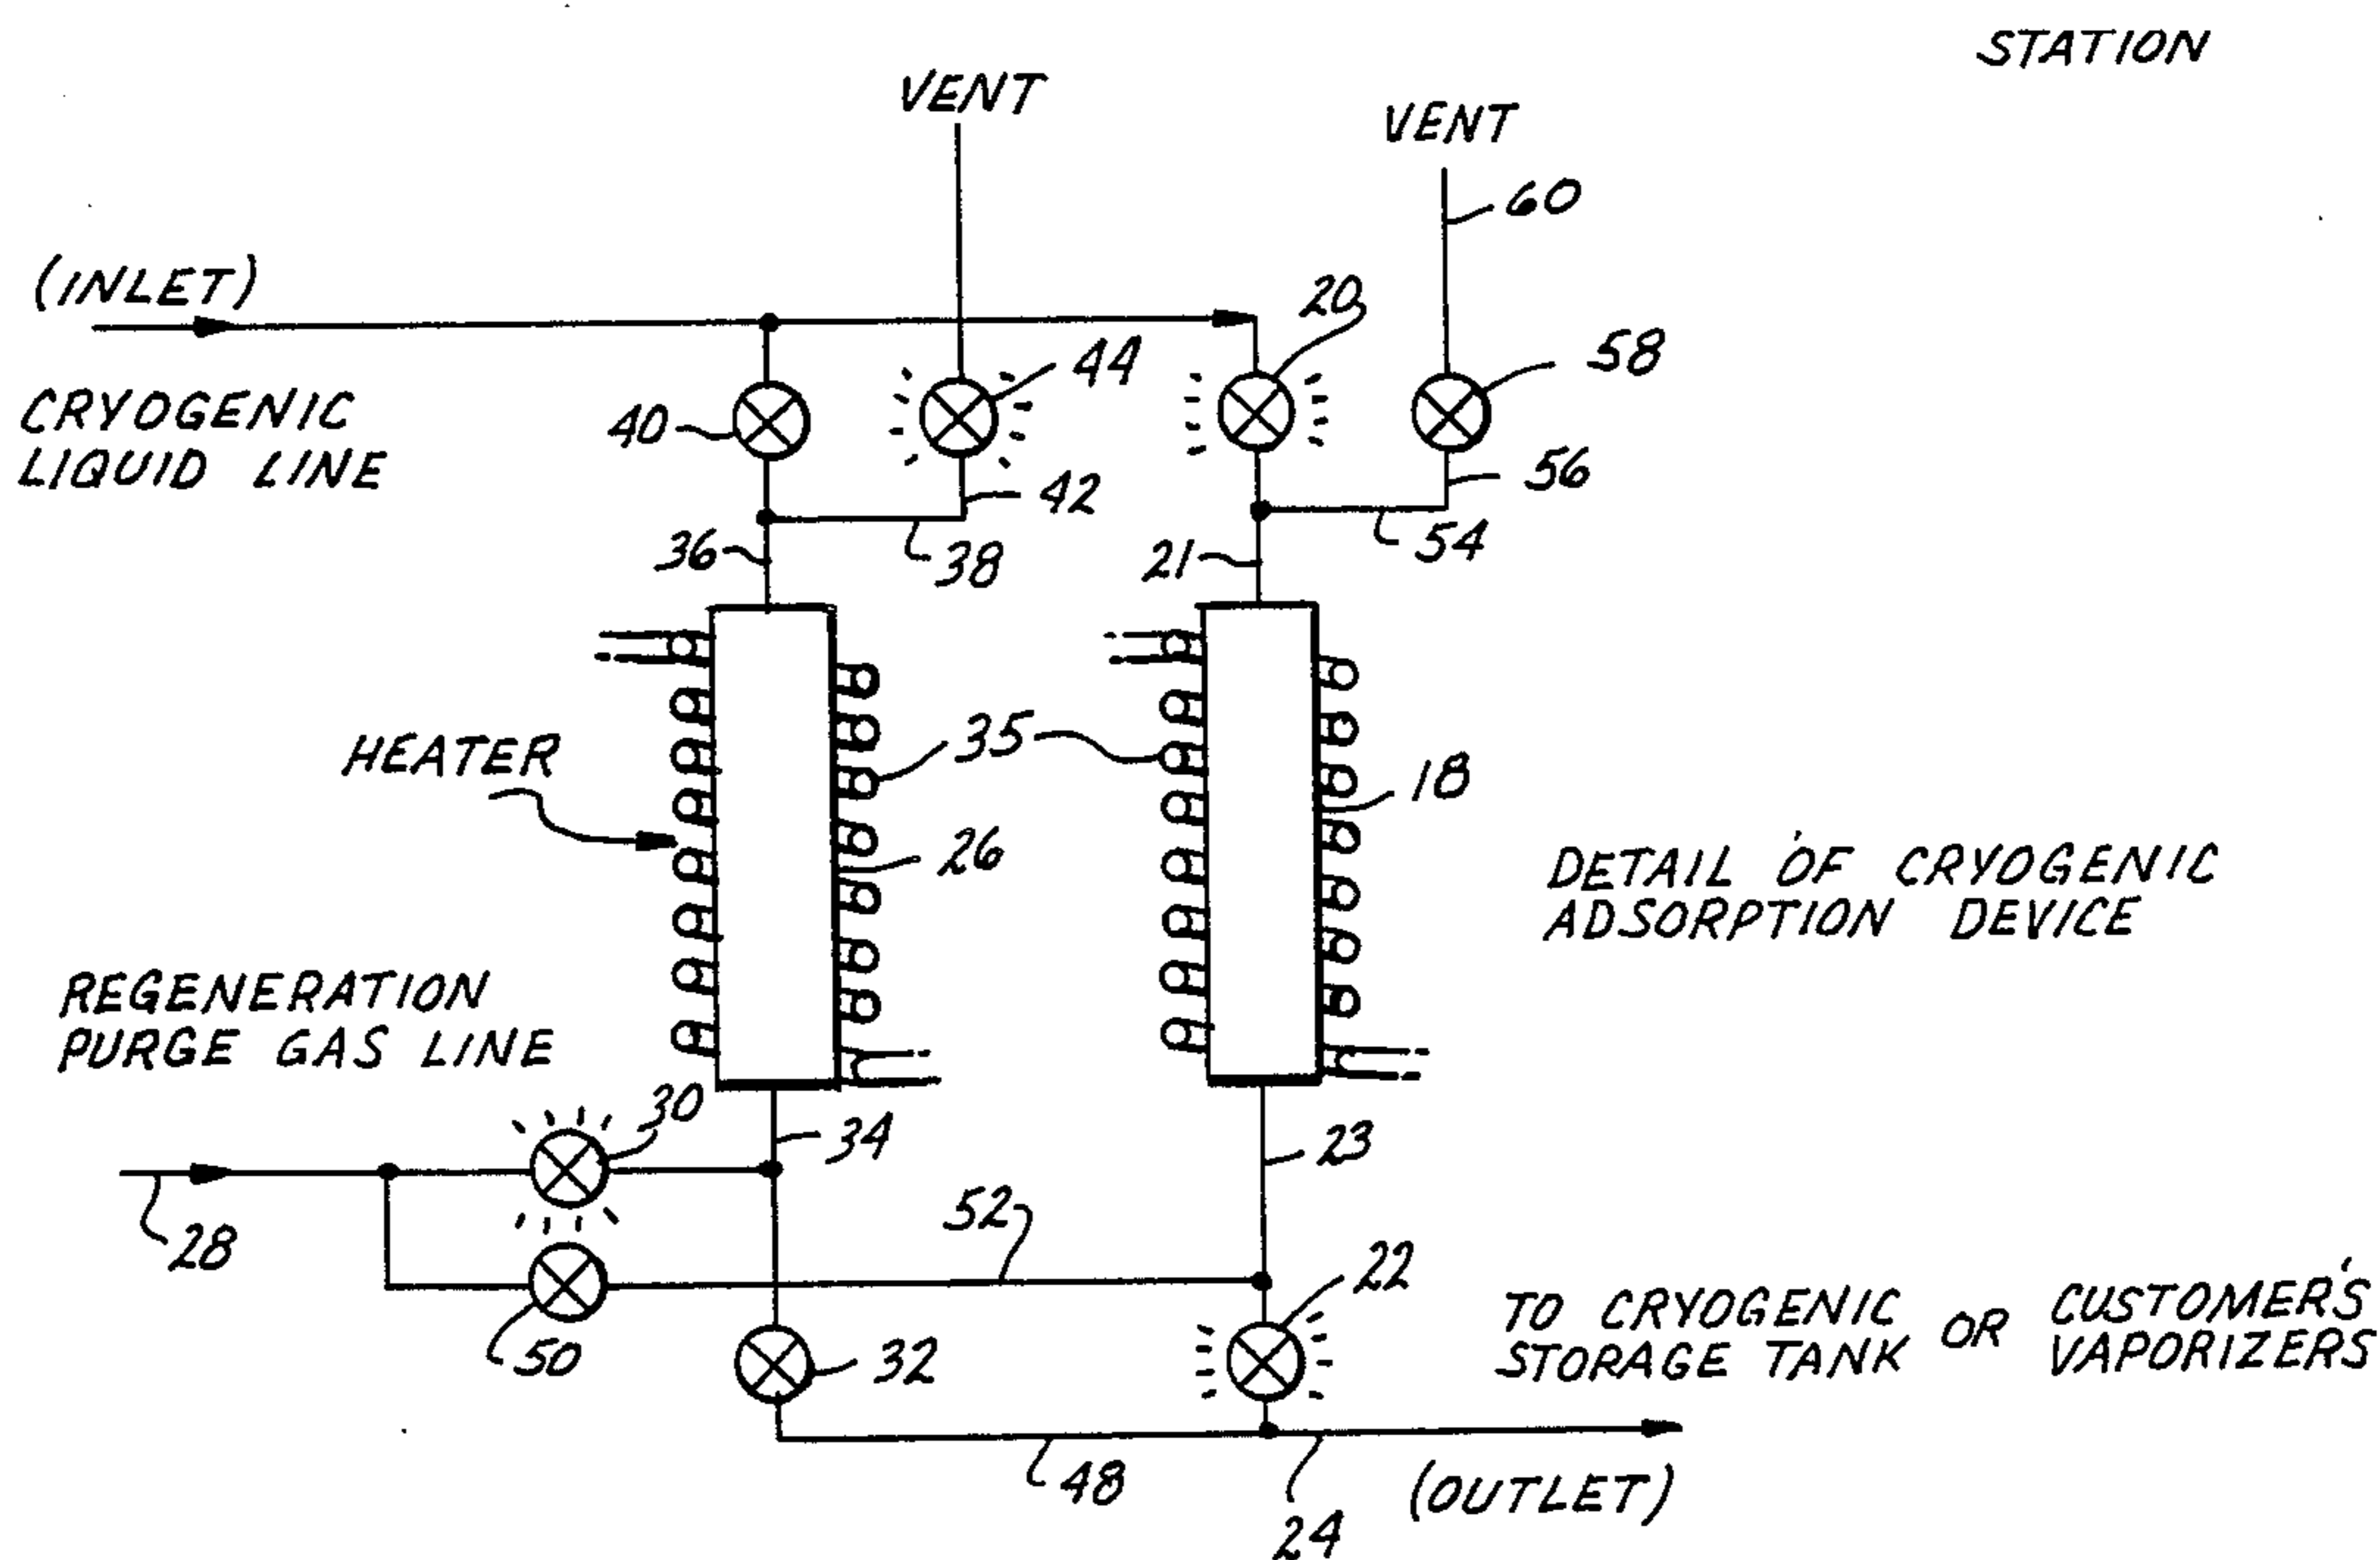 STATION
VENT
VENT
60
(INLET)
20
44
58
CRYOGENIC
LIQUID LINE
40
42
56
36
38
21
54
HEATER
35
18
26
DETAIL OF CRYOGENIC
ADSORPTION DEVICE
REGENERATION
PURGE GAS LINE
30
34
23
28
52
22
TO CRYOGENIC
STORAGE TANK
OR
CUSTOMER'S
VAPORIZERS
50
32
48
(OUTLET)
24